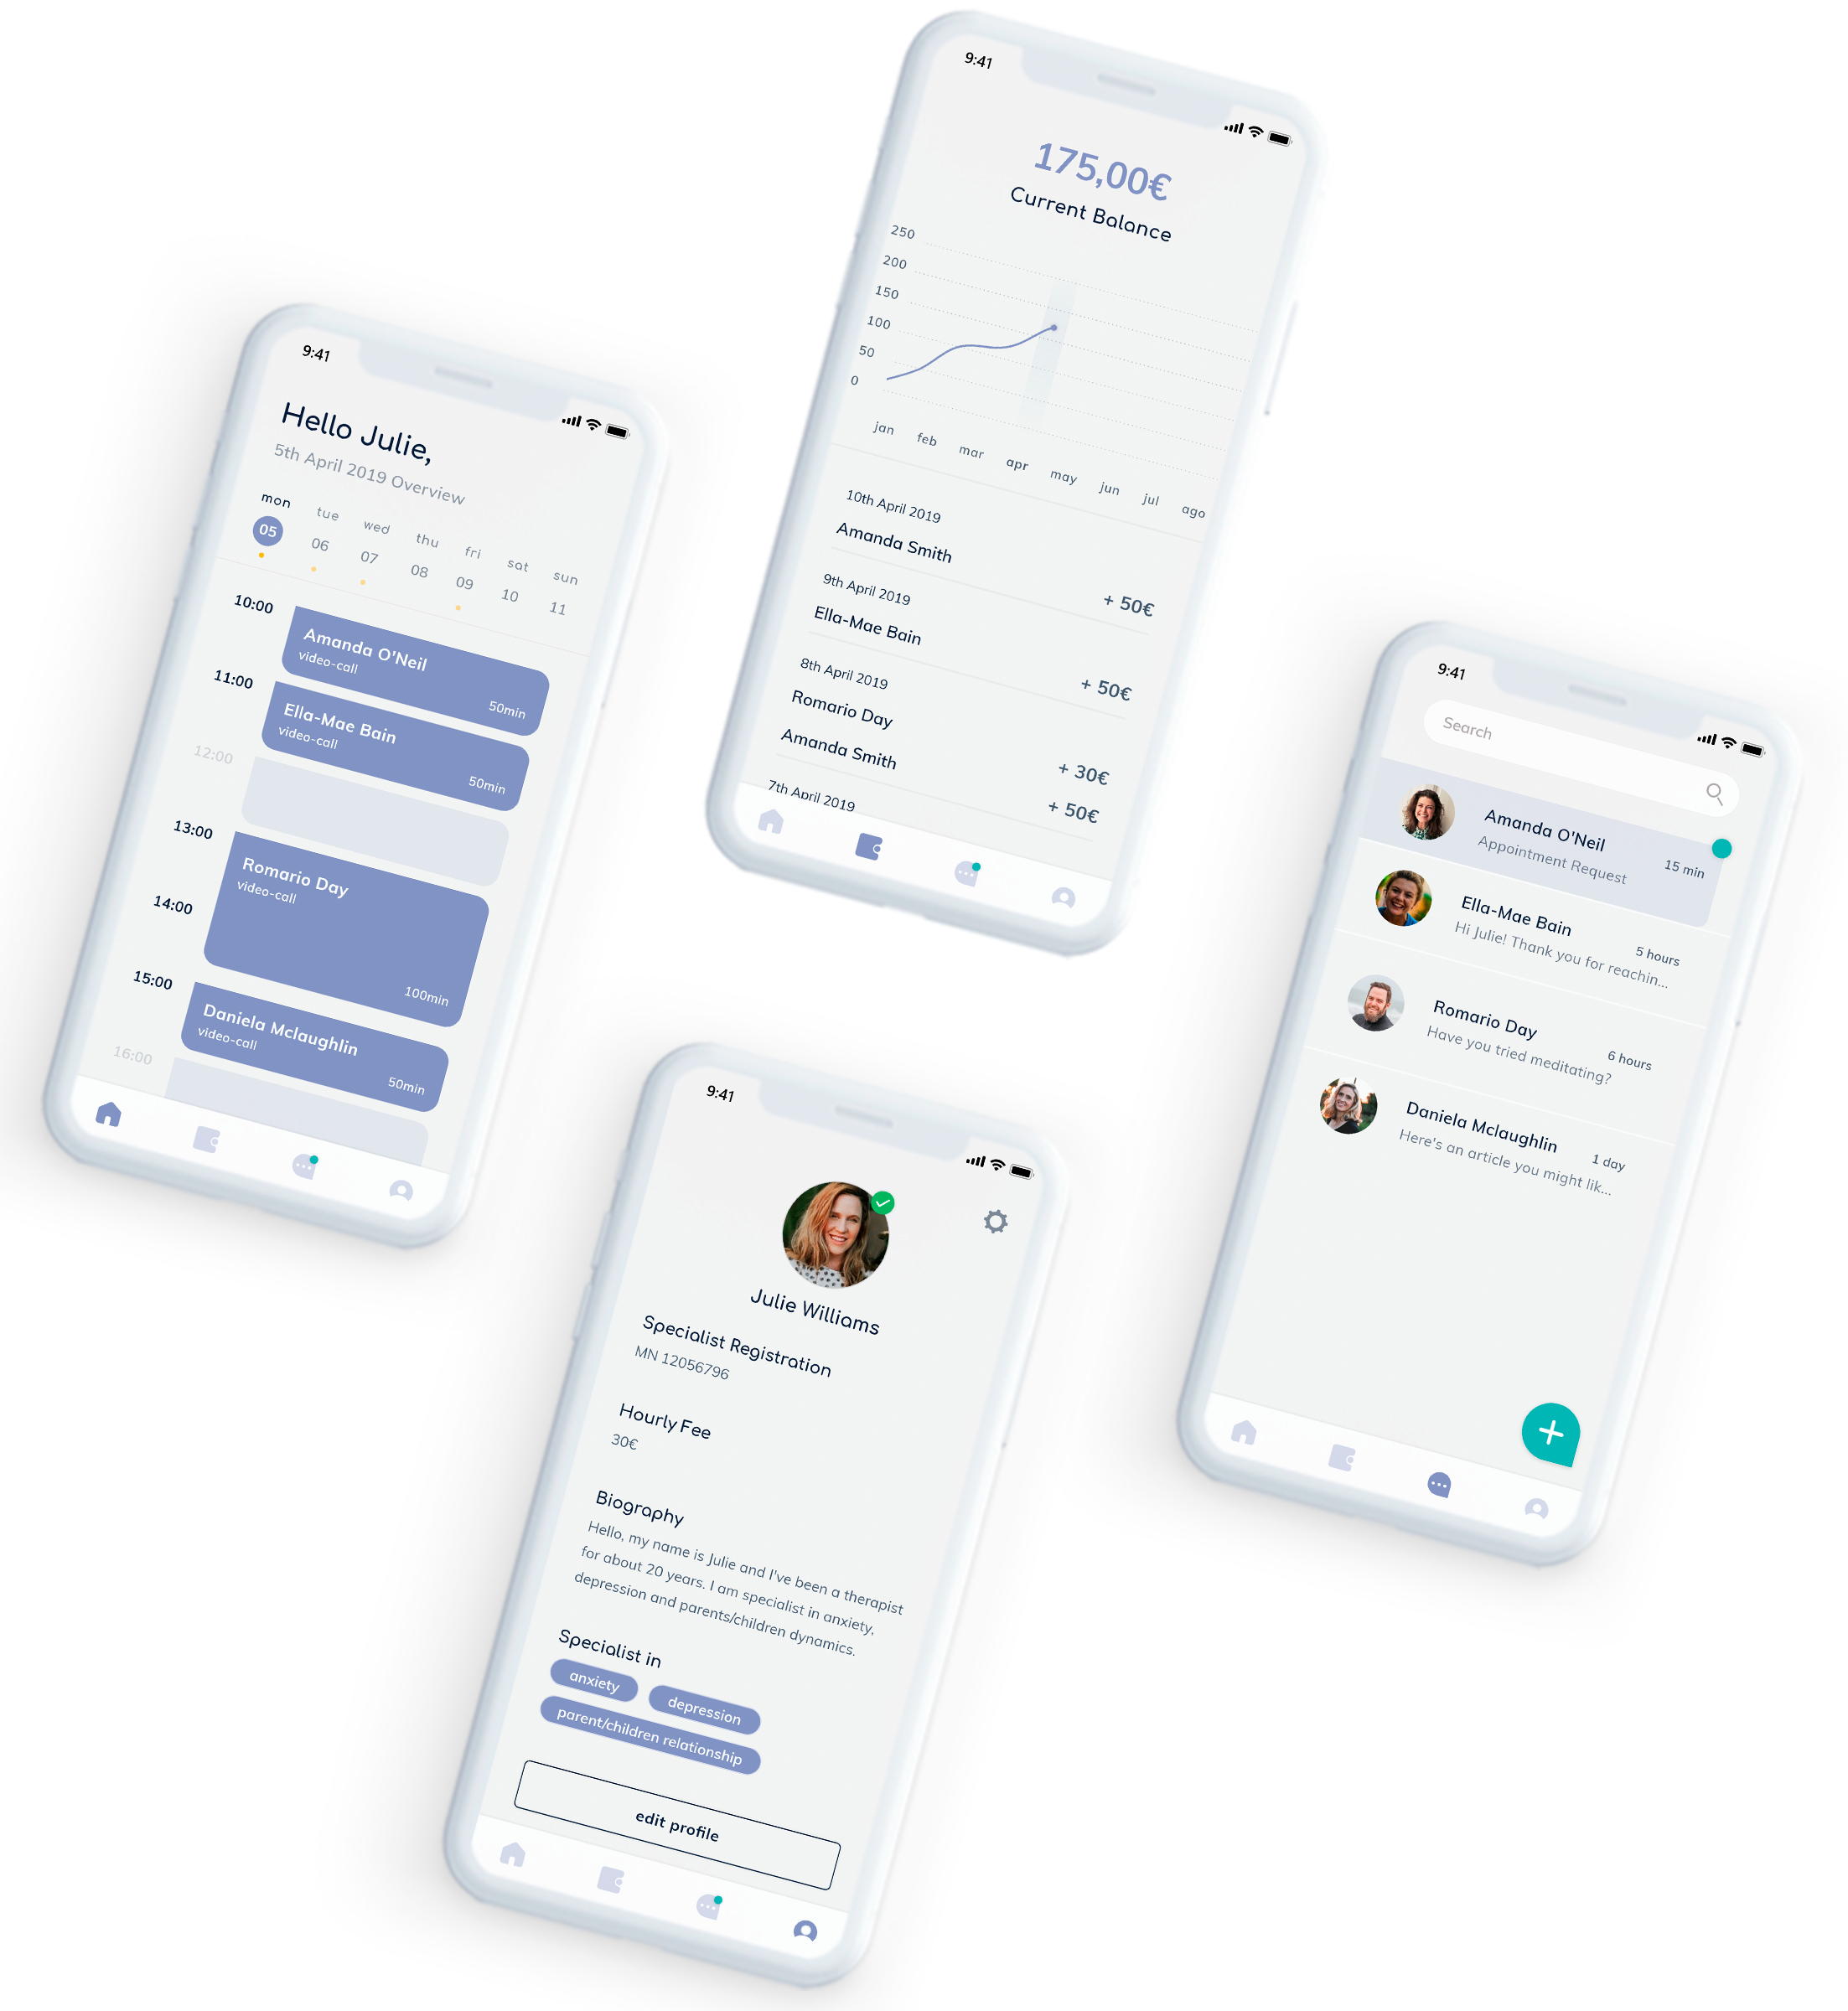 9:41
Hello Julie,
5th April 2019 Overview
mon tue wed thu fri sat sun
05 06 07 08 09 10 11
10:00
Amanda O'Neil
video-call
50min
11:00
Ella-Mae Bain
video-call
50min
12:00
13:00
Romario Day
video-call
14:00
100min
15:00
Daniela Mclaughlin
video-call
50min
16:00
9:41
175,00€
Current Balance
250
200
150
100
50
0
jan feb mar apr may jun jul ago
10th April 2019
Amanda Smith
+ 50€
9th April 2019
Ella-Mae Bain
+ 50€
8th April 2019
Romario Day
+ 30€
Amanda Smith
+ 50€
7th April 2019
9:41
Julie Williams
Specialist Registration
MN 12056796
Hourly Fee
30€
Biography
Hello, my name is Julie and I've been a therapist
for about 20 years. I am specialist in anxiety,
depression and parents/children dynamics.
Specialist in
anxiety depression
parent/children relationship
edit profile
9:41
Search
Amanda O'Neil
Appointment Request
15 min
Ella-Mae Bain
Hi Julie! Thank you for reachin...
5 hours
Romario Day
Have you tried meditating?
6 hours
Daniela Mclaughlin
Here's an article you might lik...
1 day